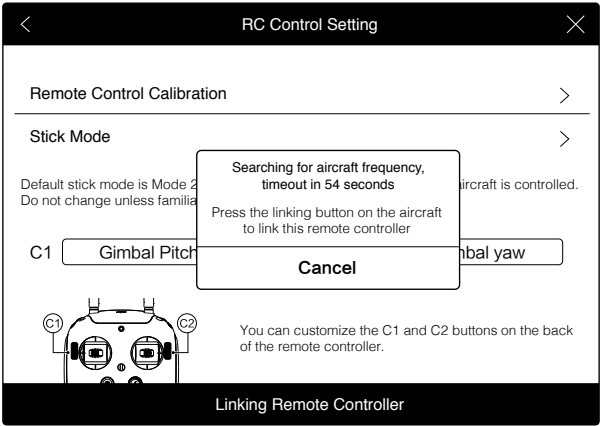 RC Control Setting
Remote Control Calibration
Stick Mode
Searching for aircraft frequency,
timeout in 54 seconds
Default stick mode is Mode 2
aircraft is controlled.
Do not change unless
Press the linking button on the aircraft
to link this remote controller
C1 Gimbal Pitch
yaw
Cancel
C1
C2
You can customize the C1 and C2 buttons on the back
of the remote controller.
Linking Remote Controller